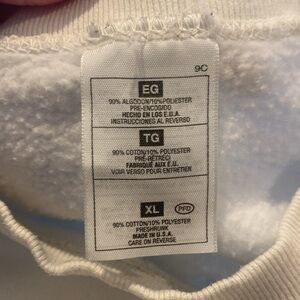 9C
EG
90% ALGODON/10% POLIESTER
PRE-ENCOGIDO
HECHO EN LOS E.U.A.
INSTRUCCIONES AL REVERSO
TG
90% COTON/10% POLYESTER
PRÉ-RÉTRÉCI
FABRIQUÉ AUX É.U.
VOIR VERSO POUR ENTRETIEN
XL
PFD
90% COTTON/10% POLYESTER
PRESHRUNK
MADE IN U.S.A.
CARE ON REVERSE